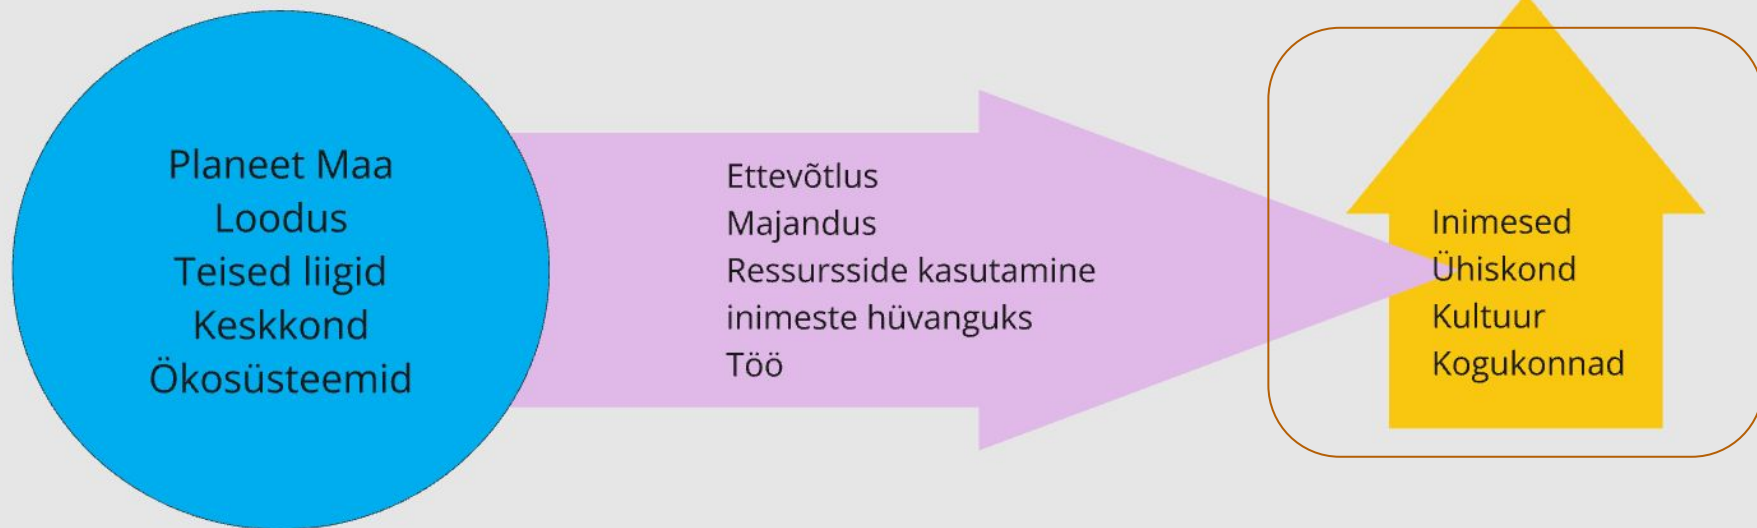 Planeet Maa
Loodus
Teised liigid
Keskkond
Ökosüsteemid
Ettevõtlus
Majandus
Ressursside kasutamine
inimeste hüvanguks
Töö
Inimesed
Ühiskond
Kultuur
Kogukonnad